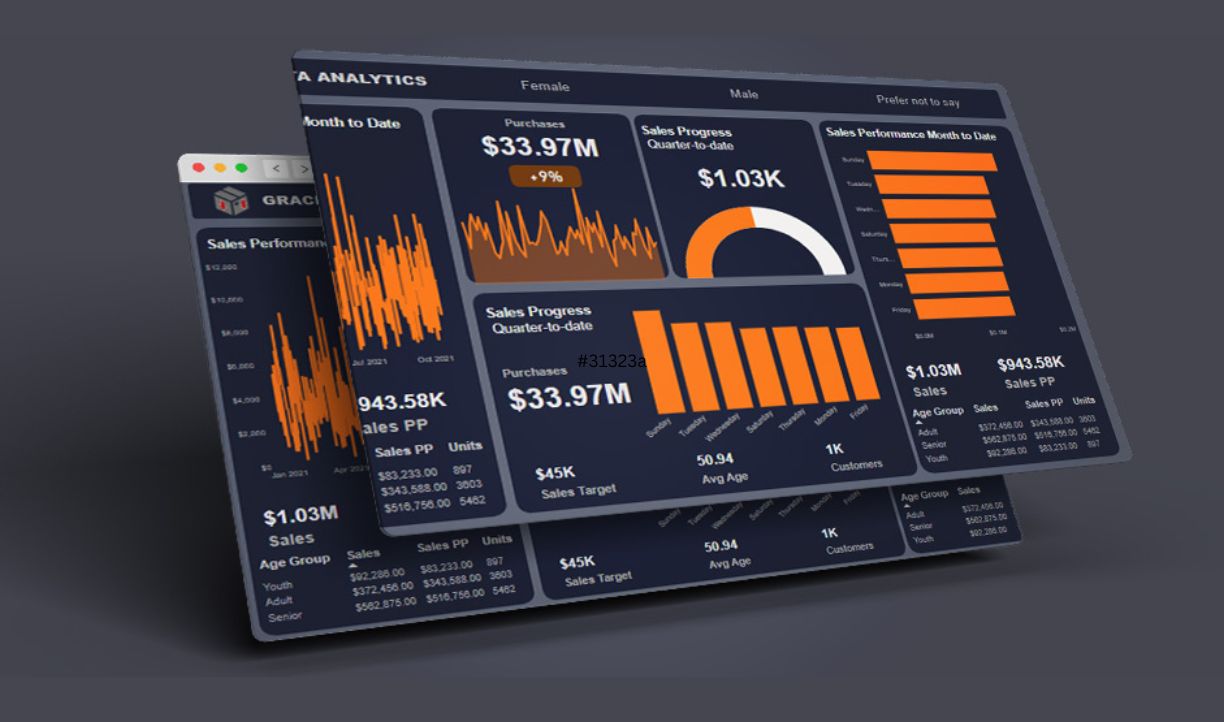 TA ANALYTICS
Female
Male
Prefer not to say
Month to Date
Jul 2021
Oct 2021
943.58K
ales PP
Sales PP Units
$83,233.00 897
$343,588.00 3603
$516,756.00 5462
Purchases
$33.97M
+9%
Sales Progress
Quarter-to-date
$1.03K
Sales Performance Month to Date
Sunday
Tuesday
Wedn...
Saturday
Thurs...
Monday
Friday
$0.0M
$0.1M
$0.2M
$1.03M
Sales
$943.58K
Sales PP
Age Group Sales Sales PP Units
Adult $372,456.00 $343,588.00 3603
Senior $562,875.00 $516,756.00 5462
Youth $92,286.00 $83,233.00 897
Sales Progress
Quarter-to-date
#31323a
Purchases
$33.97M
Sunday
Tuesday
Wednesday
Saturday
Thursday
Monday
Friday
$45K
Sales Target
50.94
Avg Age
1K
Customers
GRAC
Sales Performan
$12,000
$10,000
$8,000
$6,000
$4,000
$2,000
$0
Jan 2021
Apr 202
$1.03M
Sales
Age Group Sales Sales PP Units
Youth $92,286.00 $83,233.00 897
Adult $372,456.00 $343,588.00 3603
Senior $562,875.00 $516,756.00 5462
Sunday
Tuesday
Wednesday
Saturday
Thursday
Monday
Friday
$45K
Sales Target
50.94
Avg Age
1K
Customers
Age Group Sales
Adult $372,456.00
Senior $562,875.00
Youth $92,286.00